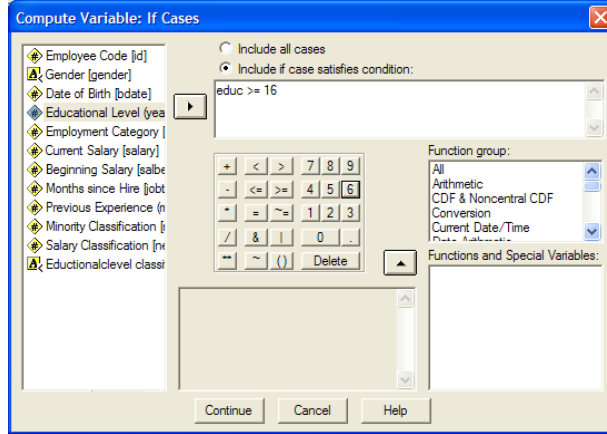 Compute Variable: If Cases
Employee Code [id]
Gender [gender]
Date of Birth [bdate]
Educational Level (yea
Employment Category [
Current Salary [salary]
Beginning Salary [salbe
Months since Hire [jobt
Previous Experience (m
Minority Classification [
Salary Classification [ne
Eductionalclevel classi
Include all cases
Include if case satisfies condition:
educ >= 16
+ < > 7 8 9
- <= >= 4 5 6
* = ~= 1 2 3
/ & | 0 .
** ~ () Delete
Function group:
All
Arithmetic
CDF & Noncentral CDF
Conversion
Current Date/Time
Date Arithmetic
Functions and Special Variables:
Continue Cancel Help